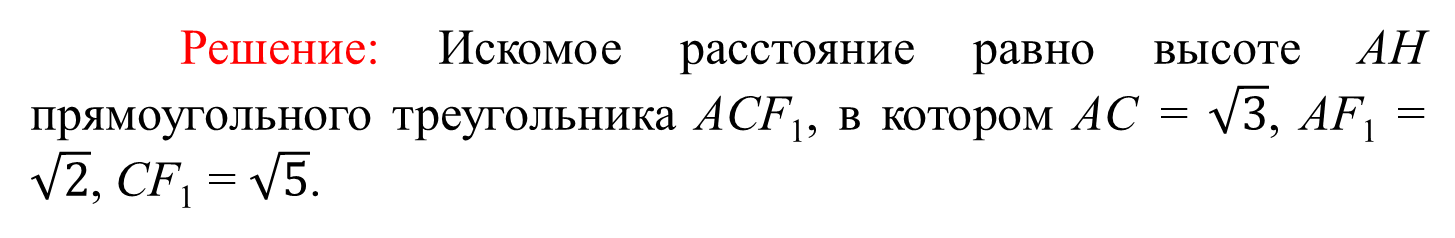 Решение: Искомое расстояние равно высоте AH
прямоугольного треугольника ACF₁, в котором AC = √3, AF₁ =
√2, CF₁ = √5.